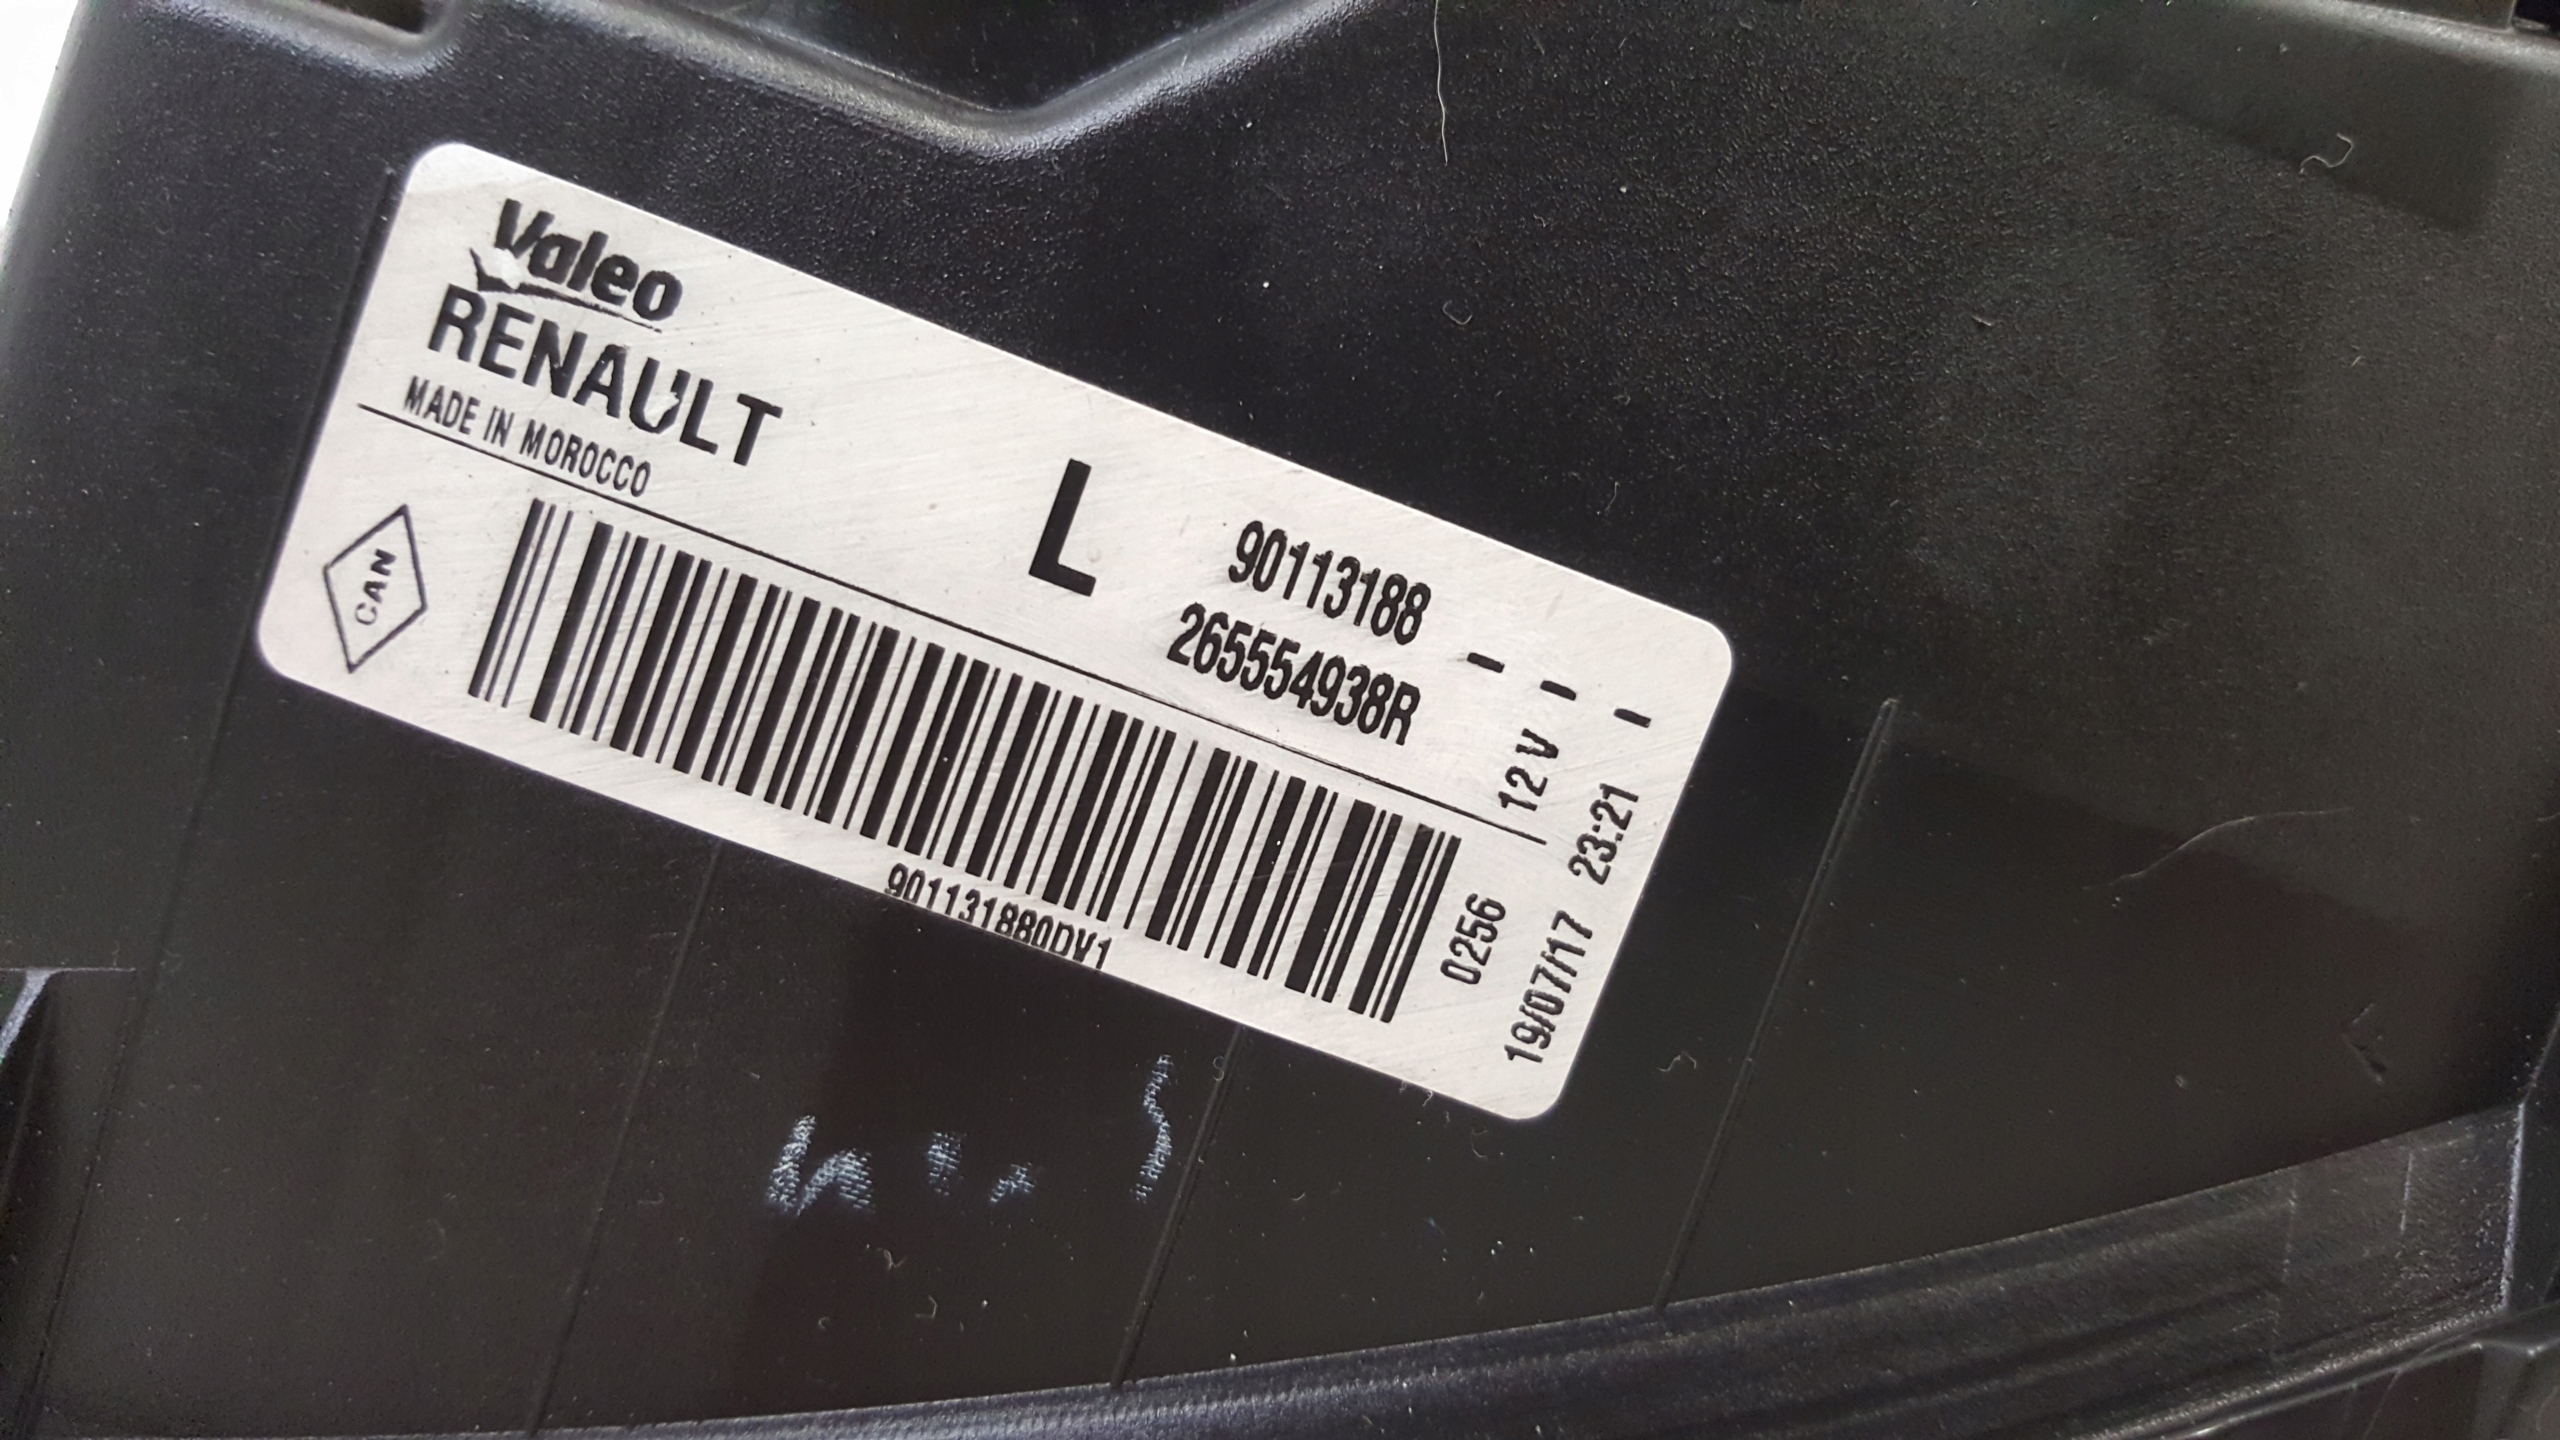 Valeo
RENAULT
MADE IN MOROCCO
L
90113188
265554938R
CAN
901131880DV1
0256
12 V
19/07/17 23:21